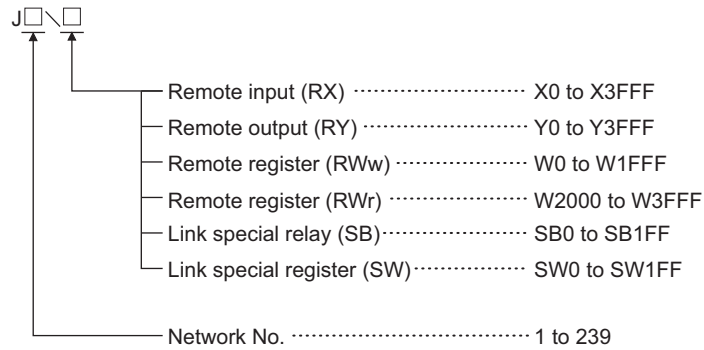 J□\□
Remote input (RX) ······················· X0 to X3FFF
Remote output (RY) ······················· Y0 to Y3FFF
Remote register (RWw) ··················· W0 to W1FFF
Remote register (RWr) ···················· W2000 to W3FFF
Link special relay (SB) ···················· SB0 to SB1FF
Link special register (SW) ················ SW0 to SW1FF
Network No. ································· 1 to 239